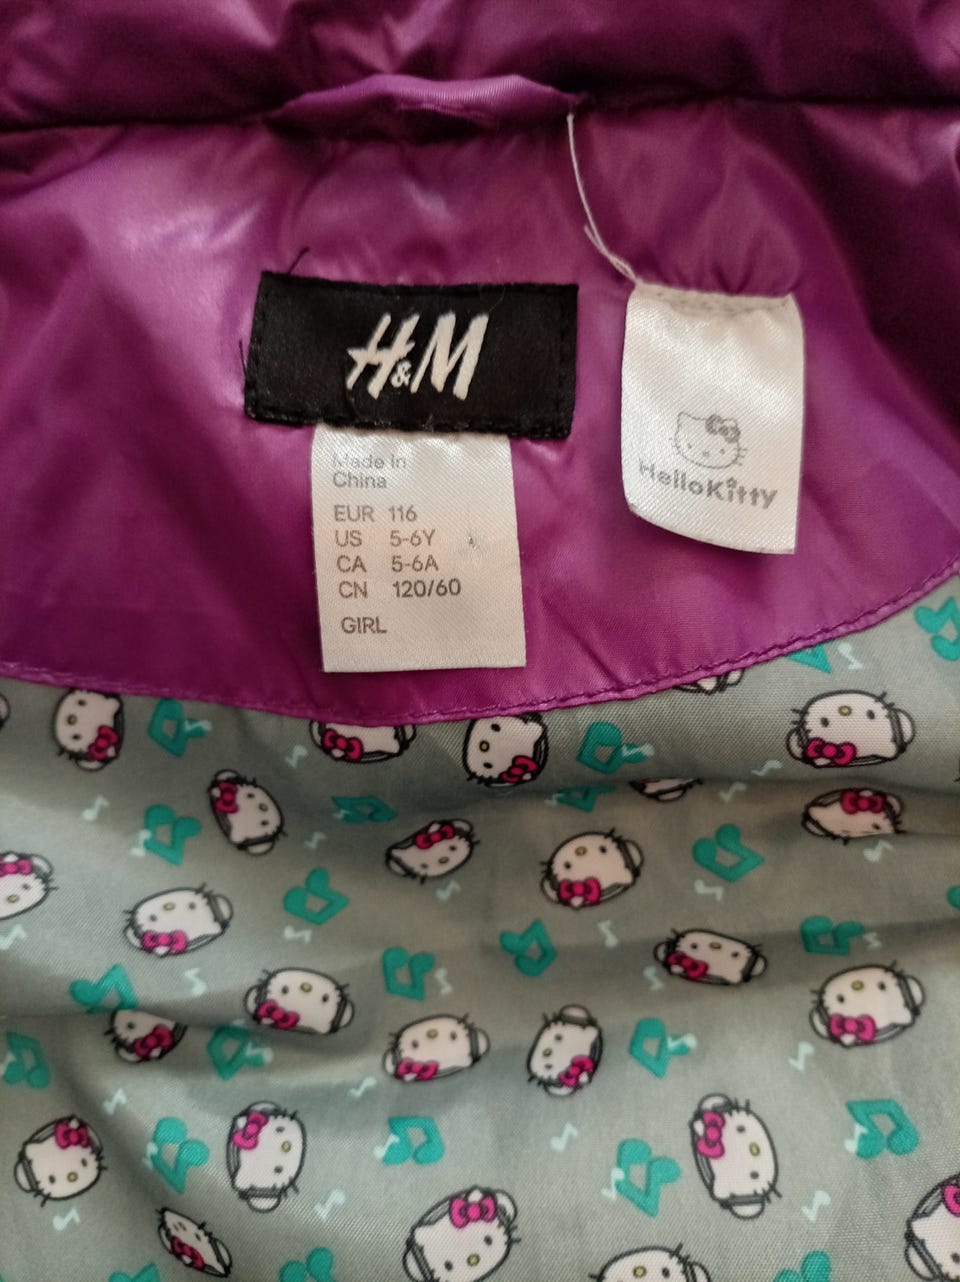 H&M
Made in
China
EUR 116
US 5-6Y
CA 5-6A
CN 120/60
GIRL
HelloKitty